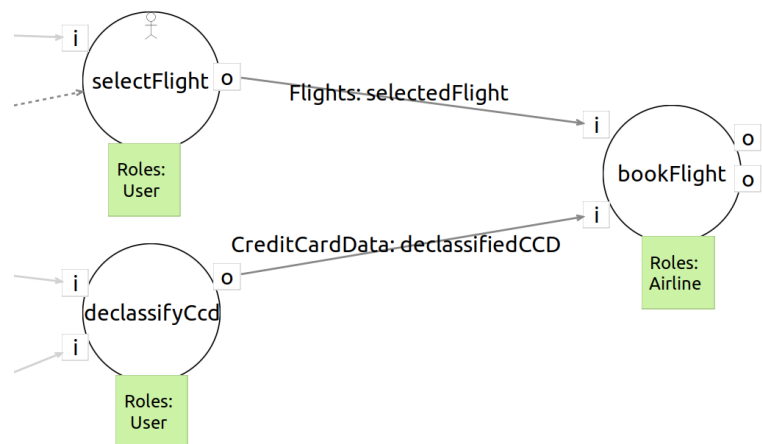 i
selectFlight
o
Flights: selectedFlight
Roles:
User
i
o
bookFlight
o
i
Roles:
Airline
CreditCardData: declassifiedCCD
i
o
declassifyCcd
i
Roles:
User